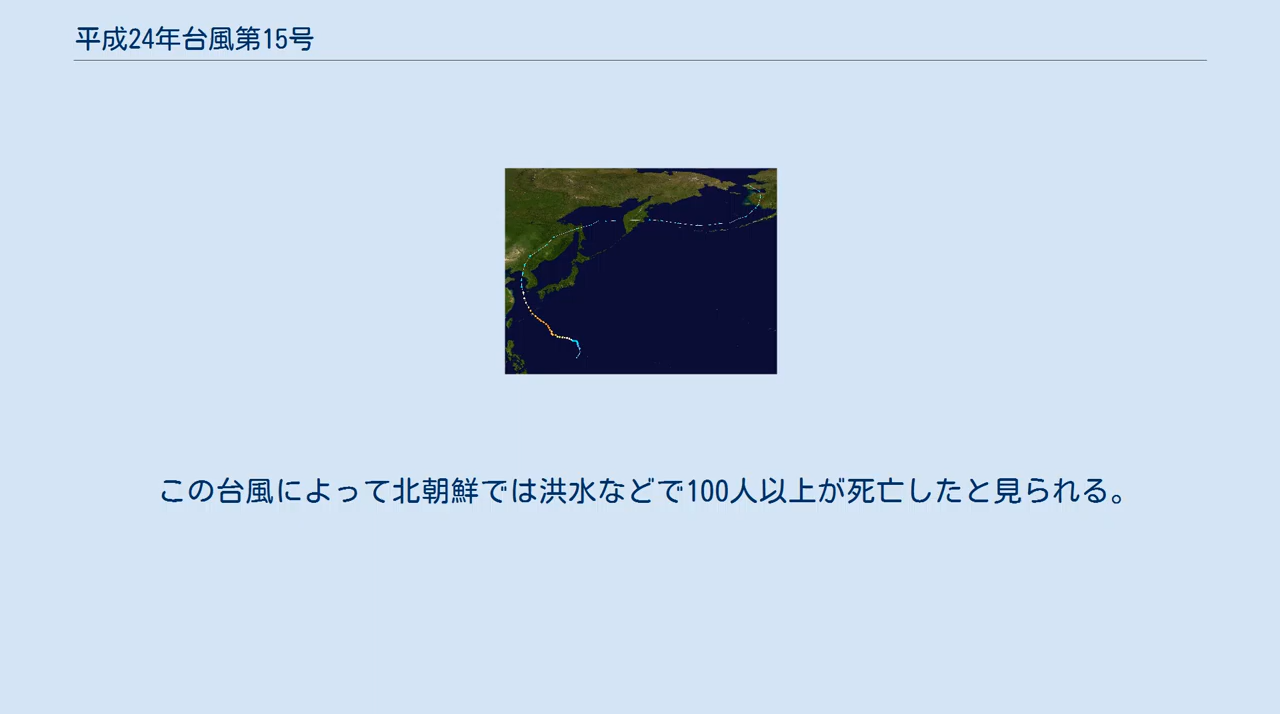 平成24年台風第15号
この台風によって北朝鮮では洪水などで100人以上が死亡したと見られる。